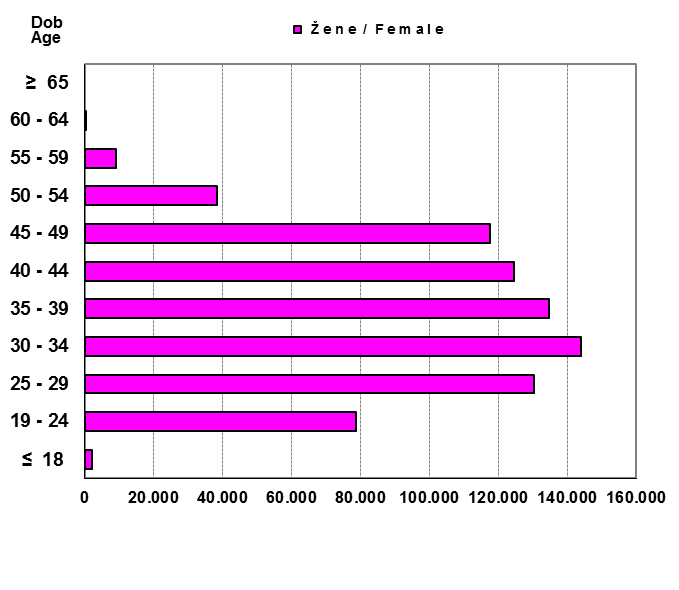 Dob
Age
Ž e n e / F e m a l e
≥ 65
60 - 64
55 - 59
50 - 54
45 - 49
40 - 44
35 - 39
30 - 34
25 - 29
19 - 24
≤ 18
0 20.000 40.000 60.000 80.000 100.000 120.000 140.000 160.000